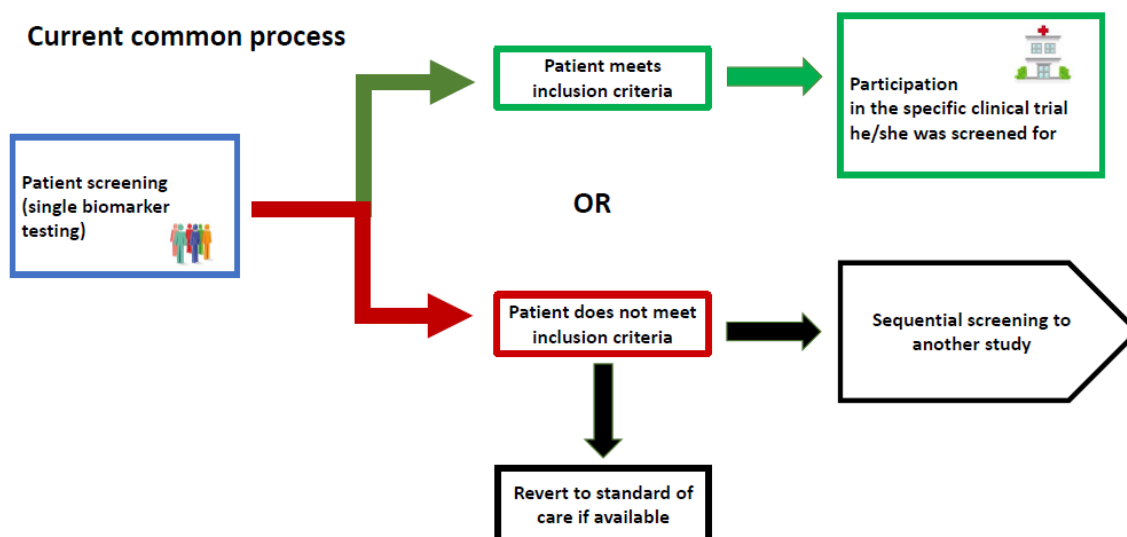 Current common process
Patient meets
inclusion criteria
Participation
in the specific clinical trial
he/she was screened for
Patient screening
(single biomarker
testing)
OR
Patient does not meet
inclusion criteria
Sequential screening to
another study
Revert to standard of
care if available